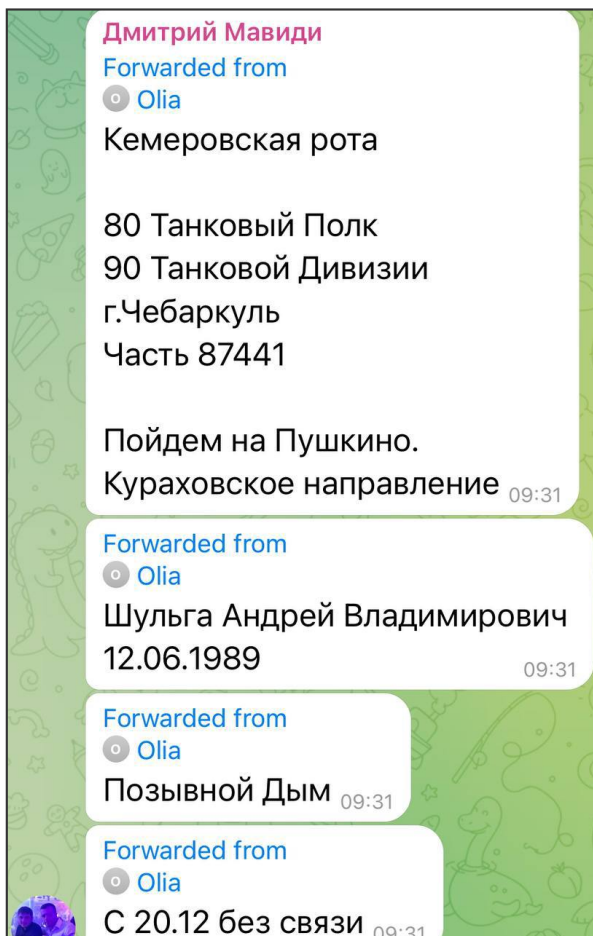 Дмитрий Мавиди
Forwarded from
O Olia
Кемеровская рота
80 Танковый Полк
90 Танковой Дивизии
г.Чебаркуль
Часть 87441
Пойдем на Пушкино.
Кураховское направление 09:31
Forwarded from
O Olia
Шульга Андрей Владимирович
12.06.1989 09:31
Forwarded from
O Olia
Позывной Дым 09:31
Forwarded from
O Olia
С 20.12 без связи 09:31